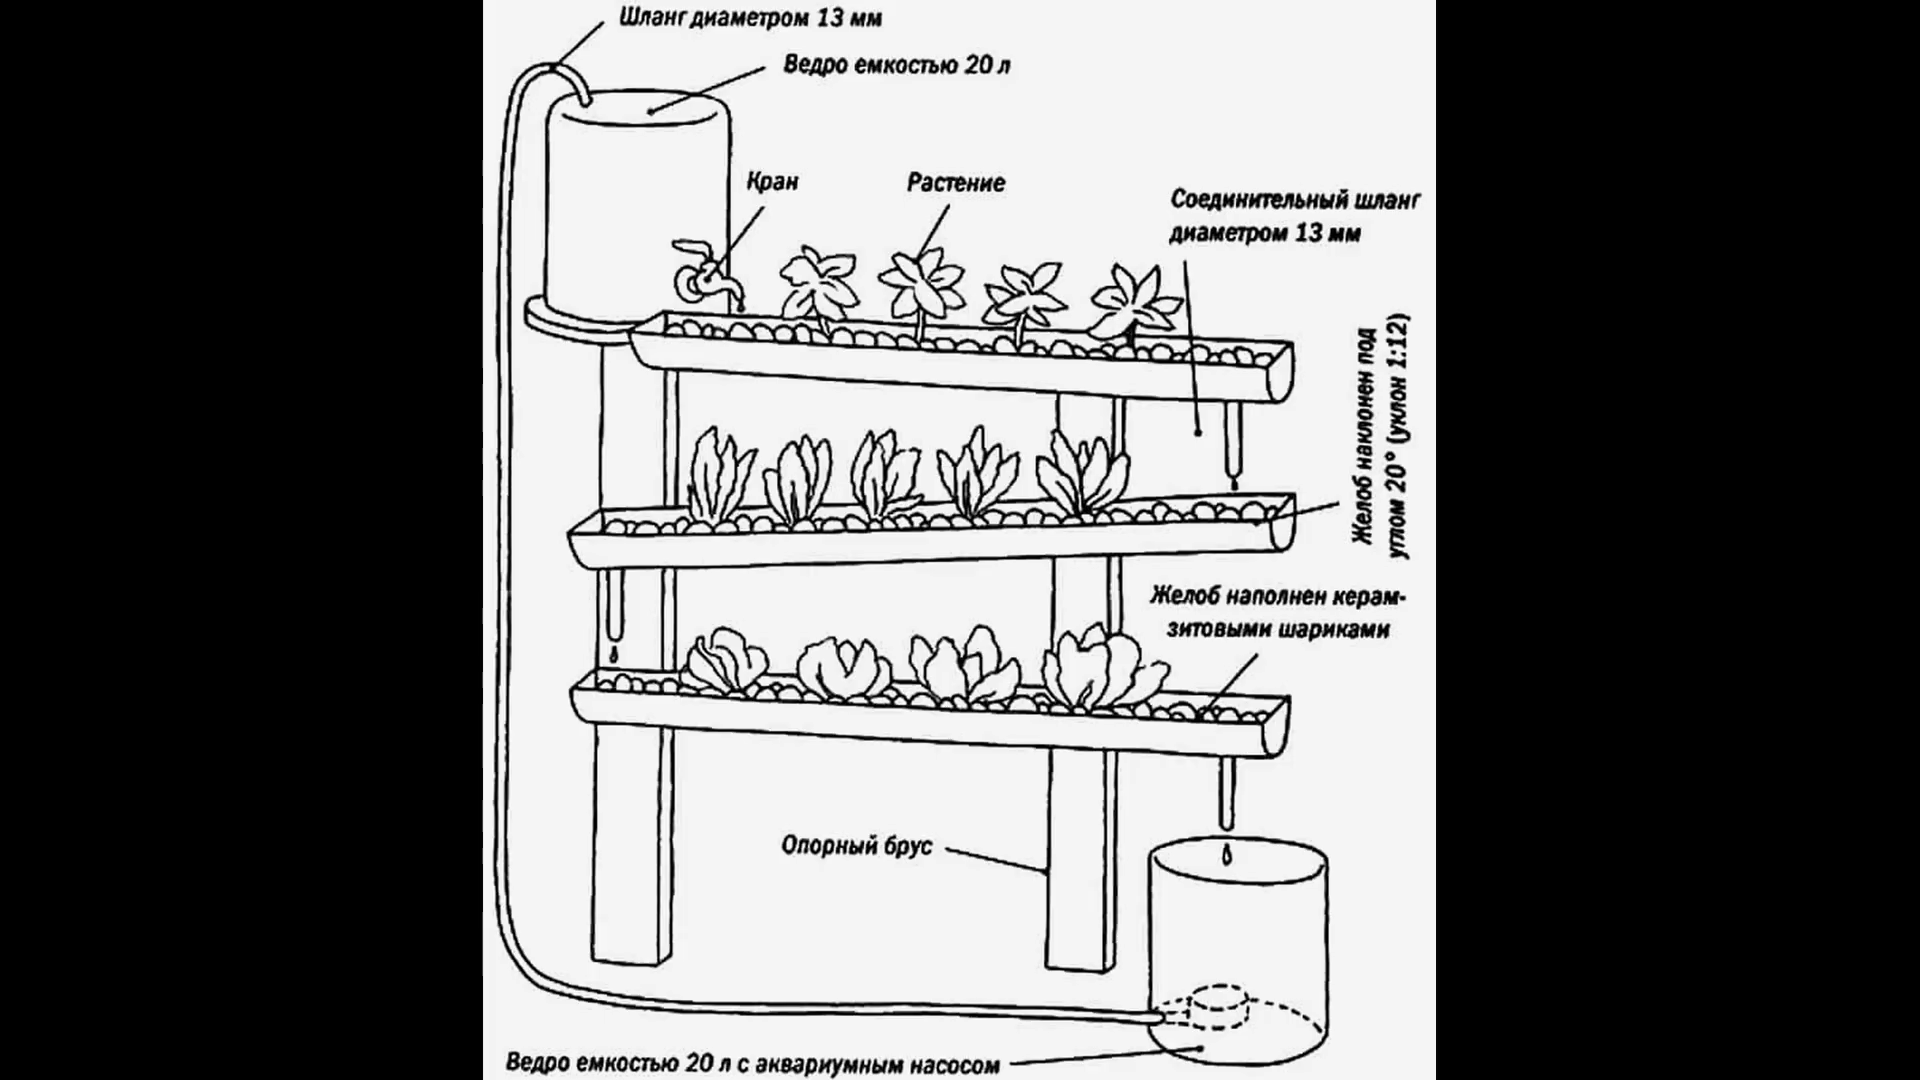 Шланг диаметром 13 мм
Ведро емкостью 20 л
Кран
Растение
Соединительный шланг
диаметром 13 мм
Желоб наклонен под
углом 20° (уклон 1:12)
Желоб наполнен керам-
зитовыми шариками
Опорный брус
Ведро емкостью 20 л с аквариумным насосом